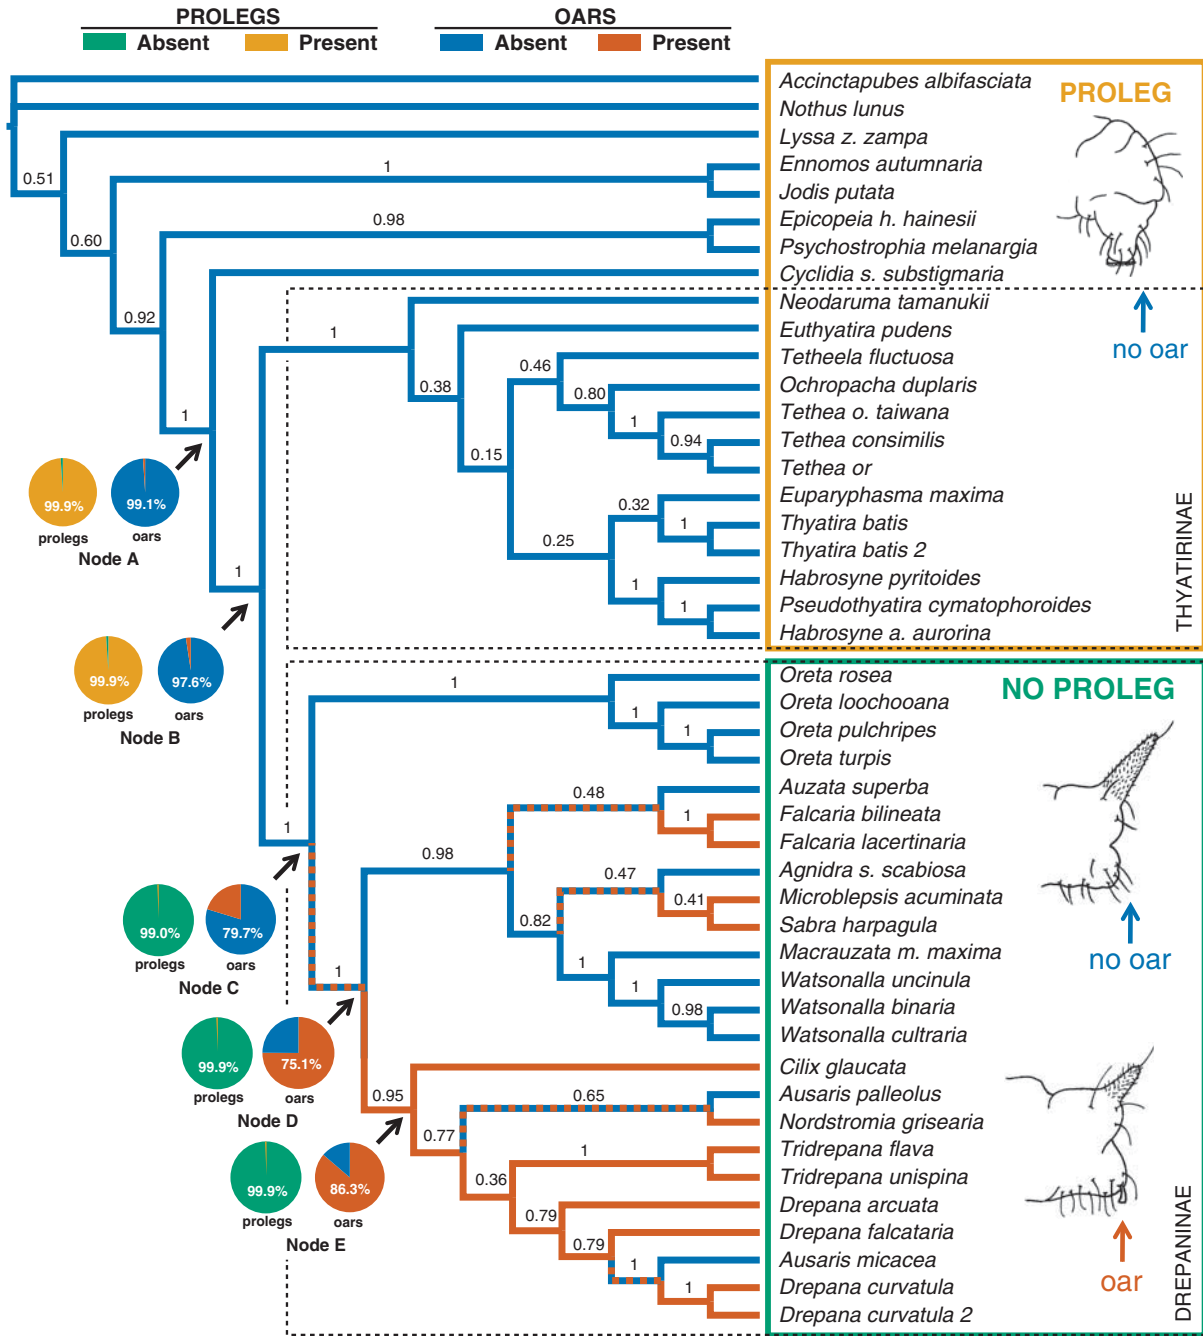 PROLEGS OARS
Absent Present Absent Present
Accinctapubes albifasciata
PROLEG
Nothus lunus
Lyssa z. zampa
1 Ennomos autumnaria
0.51 Jodis putata
0.98 Epicopeia h. hainesii
0.60 Psychostrophia melanargia
Cyclidia s. substigmaria
Neodaruma tamanukii
0.92 1 Euthyatira pudens
no oar
0.46 Tetheela fluctuosa
0.38 0.80 Ochropacha duplaris
1 1 Tethea o. taiwana
0.94 Tethea consimilis
0.15 Tethea or
99.9% 99.1% 0.32 Euparyphasma maxima
prolegs oars 1 Thyatira batis
Node A 0.25 Thyatira batis 2
1 1 Habrosyne pyritoides
1 Pseudothyatira cymatophoroides
Habrosyne a. aurorina
THYATIRINAE
99.9% 97.6%
prolegs oars
Node B
1 Oreta rosea
NO PROLEG
1 Oreta loochooana
1 Oreta pulchripes
Oreta turpis
0.48 Auzata superba
1 1 Falcaria bilineata
0.98 Falcaria lacertinaria
0.47 Agnidra s. scabiosa
0.41 Microblepsis acuminata
0.82 Sabra harpagula
99.0% 79.7% 1 Macrauzata m. maxima
no oar
prolegs oars 1 1 Watsonalla uncinula
Node C 0.98 Watsonalla binaria
Watsonalla cultraria
99.9% 75.1% Cilix glaucata
prolegs oars 0.95 0.65 Ausaris palleolus
Node D Nordstromia grisearia
0.77 1 Tridrepana flava
99.9% 86.3% 0.36 Tridrepana unispina
prolegs oars 0.79 Drepana arcuata
Node E 0.79 Drepana falcataria
1 Ausaris micacea
oar
1 Drepana curvatula
Drepana curvatula 2
DREPANINAE